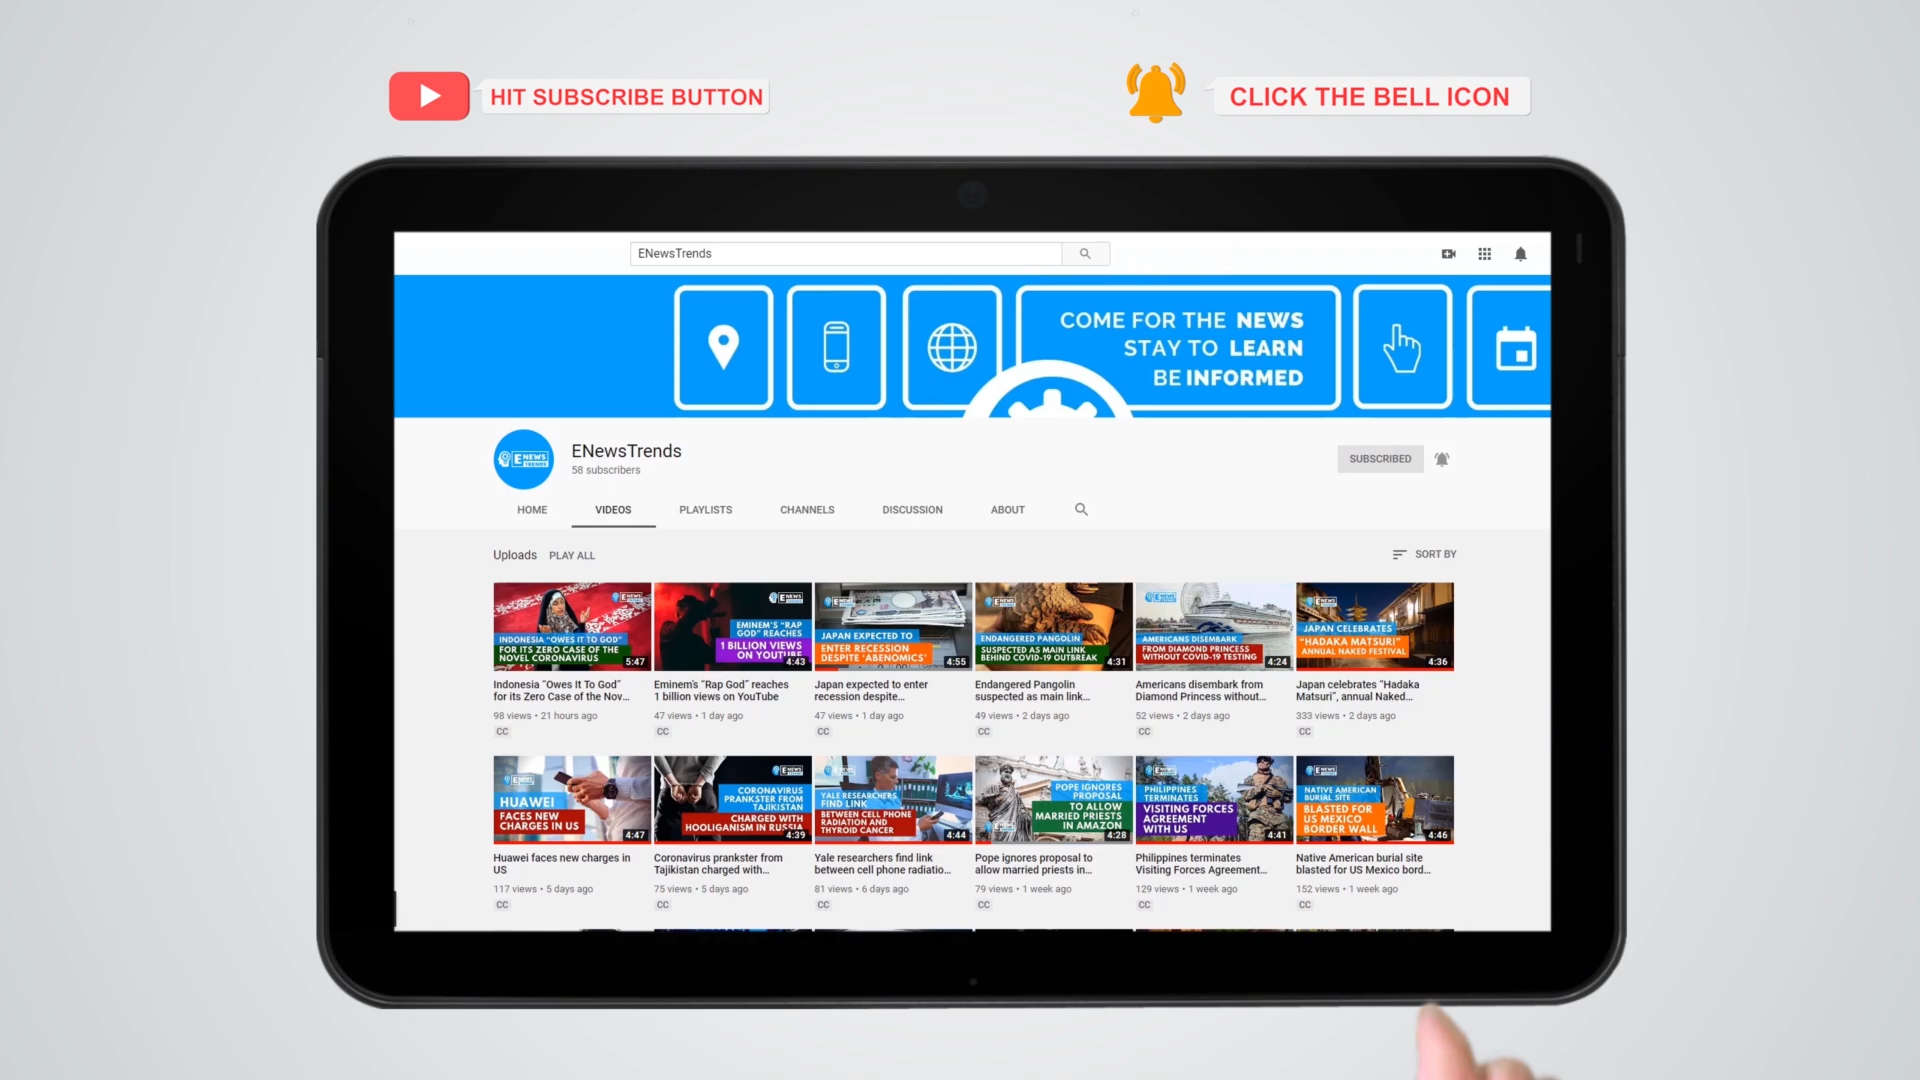 HIT SUBSCRIBE BUTTON
CLICK THE BELL ICON
ENewsTrends
COME FOR THE NEWS
STAY TO LEARN
BE INFORMED
E NEWS
TRENDS
ENewsTrends
58 subscribers
SUBSCRIBED
HOME
VIDEOS
PLAYLISTS
CHANNELS
DISCUSSION
ABOUT
Uploads
PLAY ALL
SORT BY
INDONESIA "OWES IT TO GOD"
FOR ITS ZERO CASE OF THE
NOVEL CORONAVIRUS
5:47
EMINEM'S "RAP
GOD" REACHES
1 BILLION VIEWS
ON YOUTUBE
4:43
JAPAN EXPECTED TO
ENTER RECESSION
DESPITE 'ABENOMICS'
4:55
ENDANGERED PANGOLIN
SUSPECTED AS MAIN LINK
BEHIND COVID-19 OUTBREAK
4:31
AMERICANS DISEMBARK
FROM DIAMOND PRINCESS
WITHOUT COVID-19 TESTING
4:24
JAPAN CELEBRATES
"HADAKA MATSURI"
ANNUAL NAKED FESTIVAL
4:36
Indonesia "Owes It To God"
for its Zero Case of the Nov...
98 views • 21 hours ago
CC
Eminem's "Rap God" reaches
1 billion views on YouTube
47 views • 1 day ago
CC
Japan expected to enter
recession despite...
47 views • 1 day ago
CC
Endangered Pangolin
suspected as main link...
49 views • 2 days ago
CC
Americans disembark from
Diamond Princess without...
52 views • 2 days ago
CC
Japan celebrates "Hadaka
Matsuri", annual Naked...
333 views • 2 days ago
CC
HUAWEI
FACES NEW
CHARGES IN US
4:47
CORONAVIRUS
PRANKSTER FROM
TAJIKISTAN
CHARGED WITH
HOOLIGANISM IN RUSSIA
4:39
YALE RESEARCHERS
FIND LINK
BETWEEN CELL PHONE
RADIATION AND
THYROID CANCER
4:44
POPE IGNORES
PROPOSAL
TO ALLOW
MARRIED PRIESTS
IN AMAZON
4:28
PHILIPPINES
TERMINATES
VISITING FORCES
AGREEMENT
WITH US
4:41
NATIVE AMERICAN
BURIAL SITE
BLASTED FOR
US MEXICO
BORDER WALL
4:46
Huawei faces new charges in
US
117 views • 5 days ago
CC
Coronavirus prankster from
Tajikistan charged with...
75 views • 5 days ago
CC
Yale researchers find link
between cell phone radiatio...
81 views • 6 days ago
CC
Pope ignores proposal to
allow married priests in...
79 views • 1 week ago
CC
Philippines terminates
Visiting Forces Agreement...
129 views • 1 week ago
CC
Native American burial site
blasted for US Mexico bord...
152 views • 1 week ago
CC